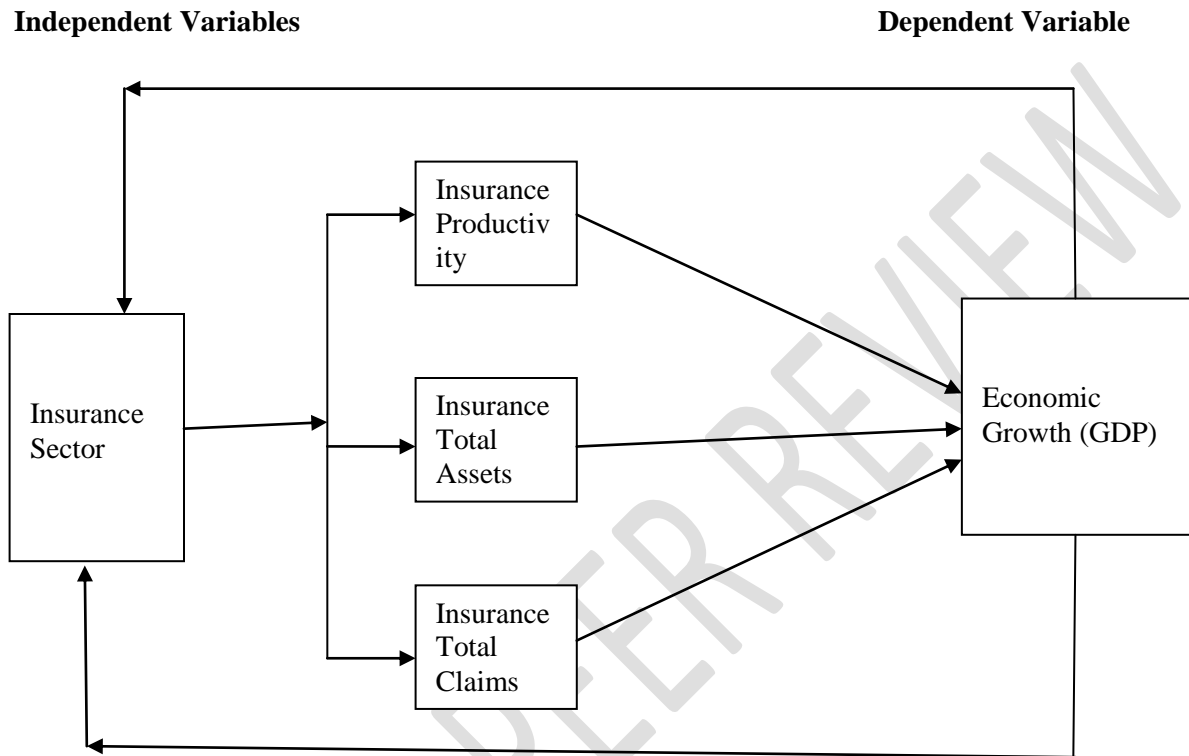 Independent Variables
Dependent Variable
Insurance
Productiv
ity
Insurance
Sector
Insurance
Total
Assets
Economic
Growth (GDP)
Insurance
Total
Claims
PEER REVIEW